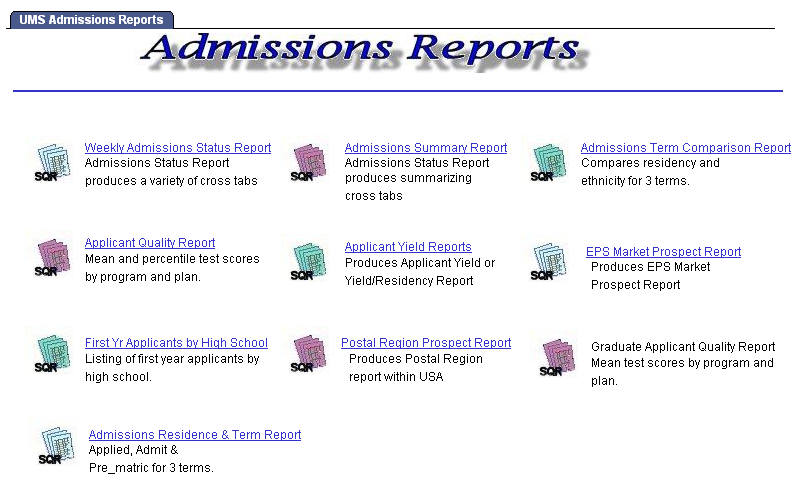 UMS Admissions Reports
Admissions Reports
Weekly Admissions Status Report
Admissions Status Report
produces a variety of cross tabs
SQR
Admissions Summary Report
Admissions Status Report
produces summarizing
cross tabs
SQR
Admissions Term Comparison Report
Compares residency and
ethnicity for 3 terms.
SQR
Applicant Quality Report
Mean and percentile test scores
by program and plan.
SQR
Applicant Yield Reports
Produces Applicant Yield or
Yield/Residency Report
SQR
EPS Market Prospect Report
Produces EPS Market
Prospect Report
SQR
First Yr Applicants by High School
Listing of first year applicants by
high school.
SQR
Postal Region Prospect Report
Produces Postal Region
report within USA
SQR
Graduate Applicant Quality Report
Mean test scores by program and
plan.
SQR
Admissions Residence & Term Report
Applied, Admit &
Pre_matric for 3 terms.
SQR